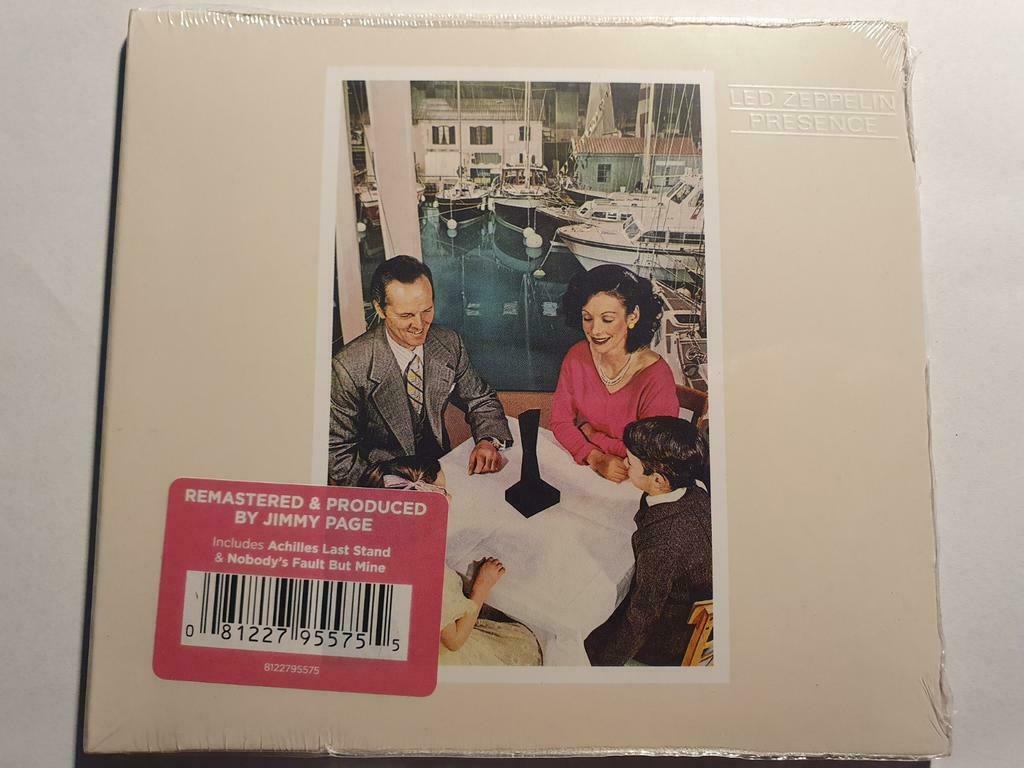 LED ZEPPELIN
PRESENCE
REMASTERED & PRODUCED
BY JIMMY PAGE
Includes Achilles Last Stand
& Nobody's Fault But Mine
0 81227 95575 5
8122795575